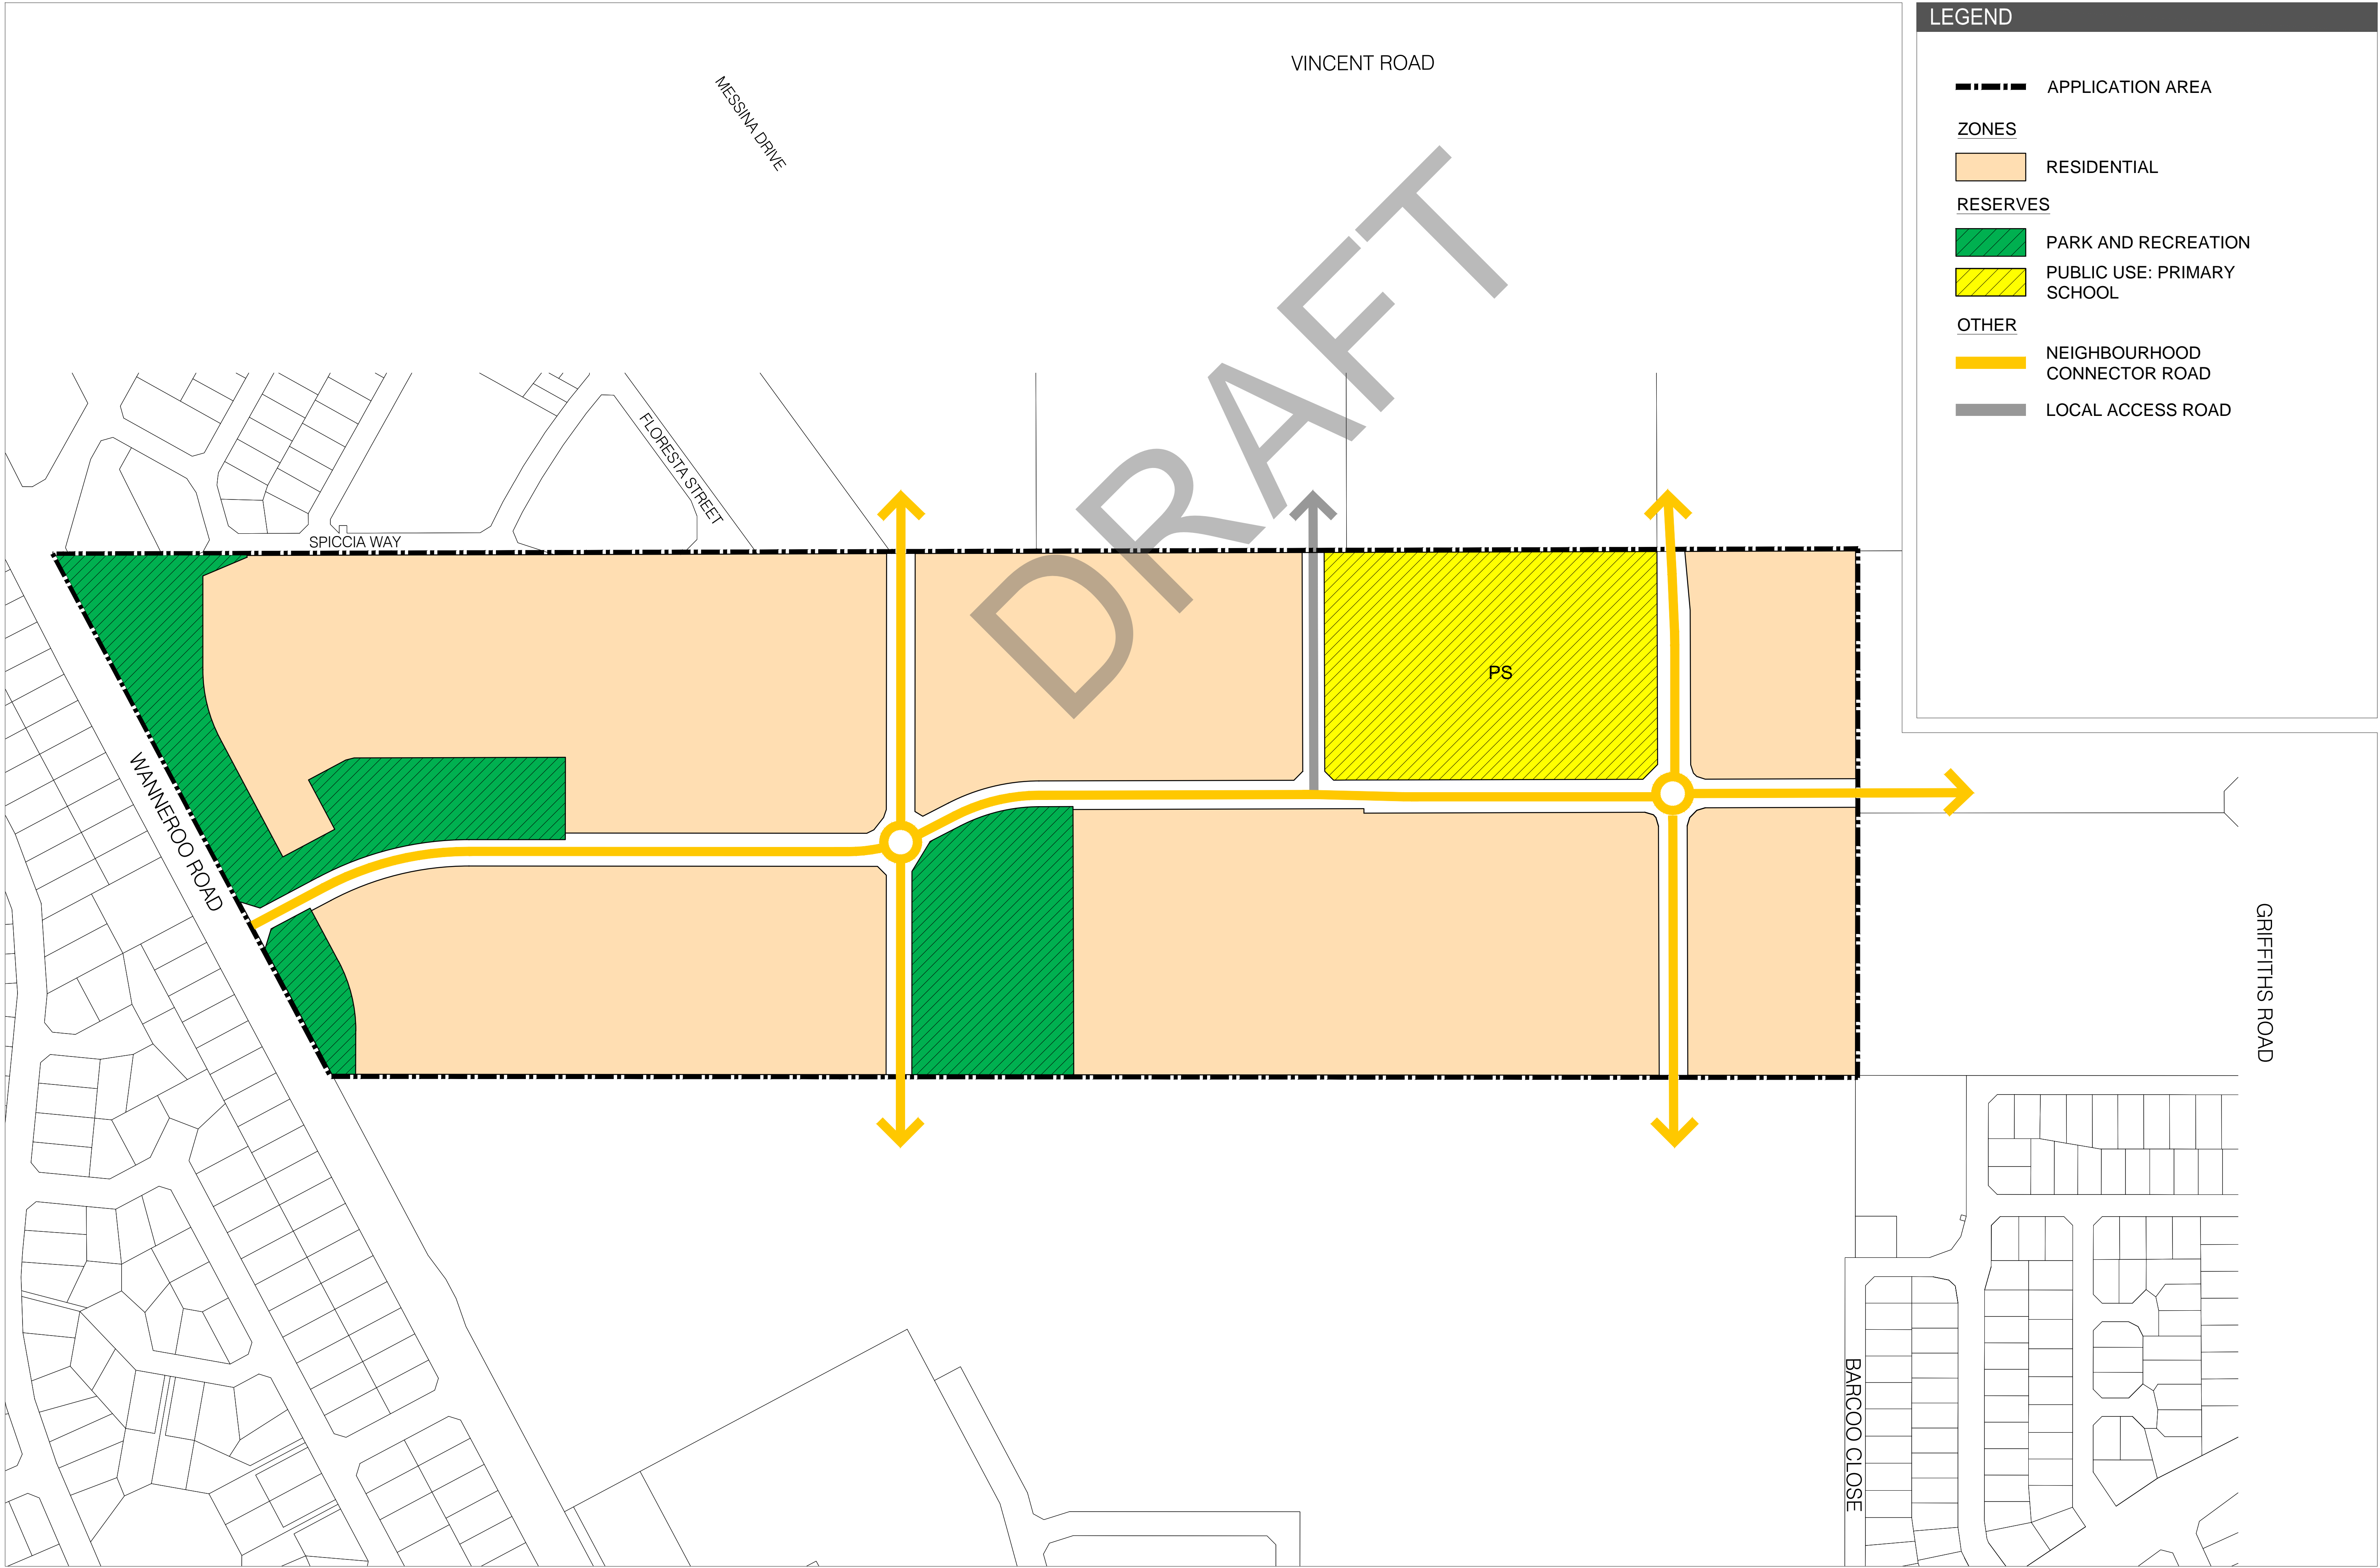 LEGEND
VINCENT ROAD
MESSINA DRIVE
APPLICATION AREA
ZONES
RESIDENTIAL
RESERVES
PARK AND RECREATION
PUBLIC USE: PRIMARY
SCHOOL
OTHER
NEIGHBOURHOOD
CONNECTOR ROAD
LOCAL ACCESS ROAD
DRAFT
FLORESTA STREET
SPICCIA WAY
PS
WANNEROO ROAD
GRIFFITHS ROAD
BARCOO CLOSE